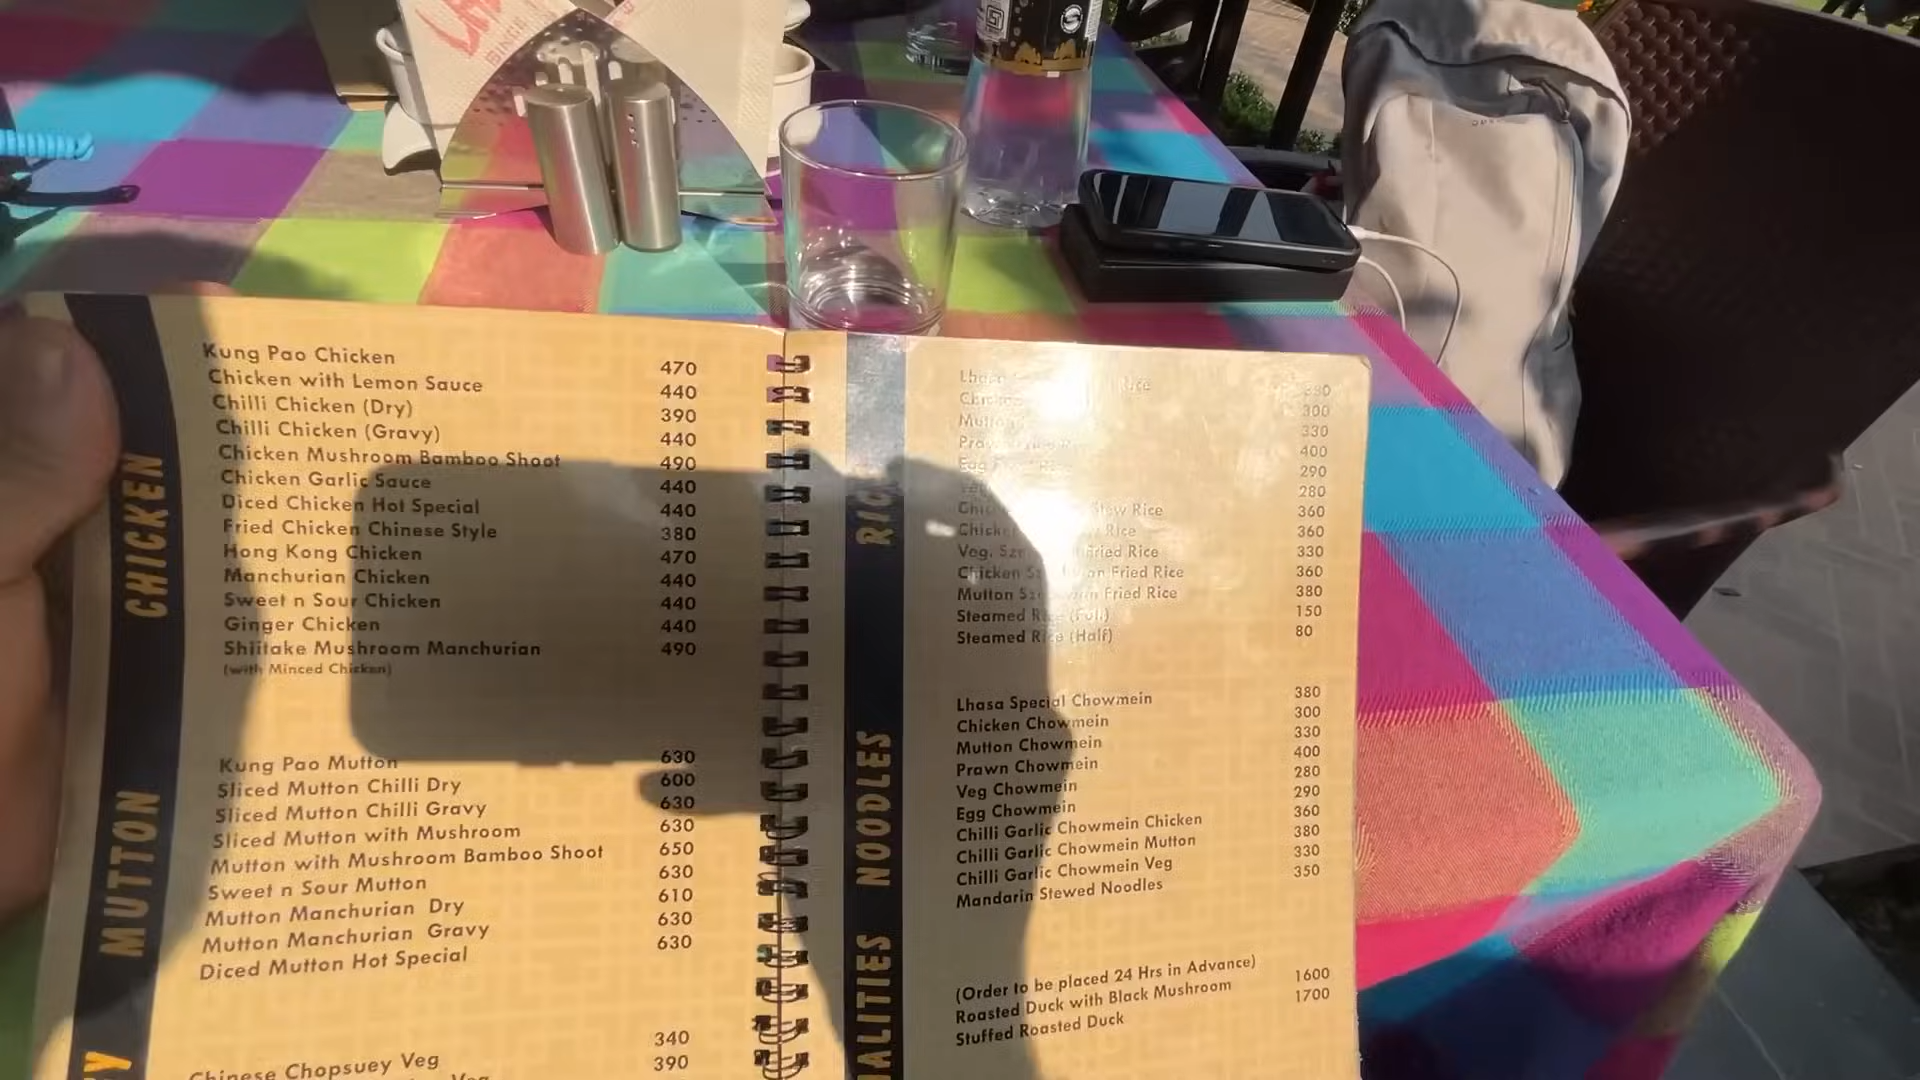 CHICKEN
Kung Pao Chicken 470
Chicken with Lemon Sauce 440
Chilli Chicken (Dry) 390
Chilli Chicken (Gravy) 440
Chicken Mushroom Bamboo Shoot 490
Chicken Garlic Sauce 440
Diced Chicken Hot Special 440
Fried Chicken Chinese Style 380
Hong Kong Chicken 470
Manchurian Chicken 440
Sweet n Sour Chicken 440
Ginger Chicken 440
Shiitake Mushroom Manchurian 490
(with Minced Chicken)
MUTTON
Kung Pao Mutton 630
Sliced Mutton Chilli Dry 600
Sliced Mutton Chilli Gravy 630
Sliced Mutton with Mushroom 630
Mutton with Mushroom Bamboo Shoot 650
Sweet n Sour Mutton 630
Mutton Manchurian Dry 610
Mutton Manchurian Gravy 630
Diced Mutton Hot Special 630
Chinese Chopsuey Veg 340
Veg 390
Rice 380
300
330
400
290
280
Stew Rice 360
Rice 360
Veg. Fried Rice 330
Chicken Fried Rice 360
Mutton Fried Rice 380
Steamed Rice (Full) 150
Steamed Rice (Half) 80
NOODLES
Lhasa Special Chowmein 380
Chicken Chowmein 300
Mutton Chowmein 330
Prawn Chowmein 400
Veg Chowmein 280
Egg Chowmein 290
Chilli Garlic Chowmein Chicken 360
Chilli Garlic Chowmein Mutton 380
Chilli Garlic Chowmein Veg 330
Mandarin Stewed Noodles 350
(Order to be placed 24 Hrs in Advance)
Roasted Duck with Black Mushroom 1600
Stuffed Roasted Duck 1700